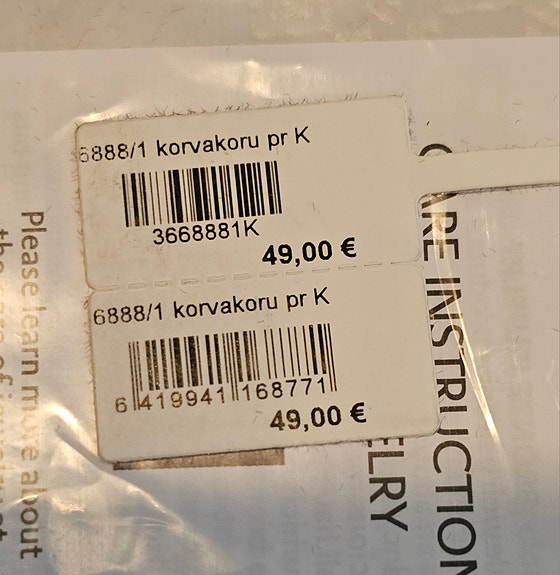 6888/1 korvakoru pr K
3668881K
49,00 €
6888/1 korvakoru pr K
6 419941 168771
49,00 €
CARE INSTRUCTION
ELRY
Please learn more about